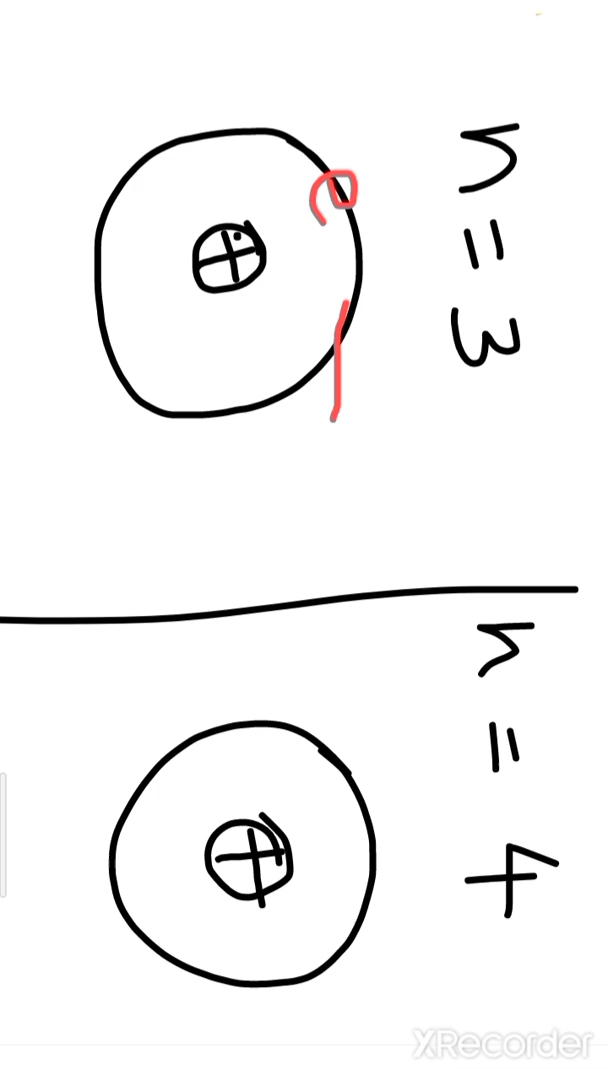 n = 3
n = 4
XRecorder